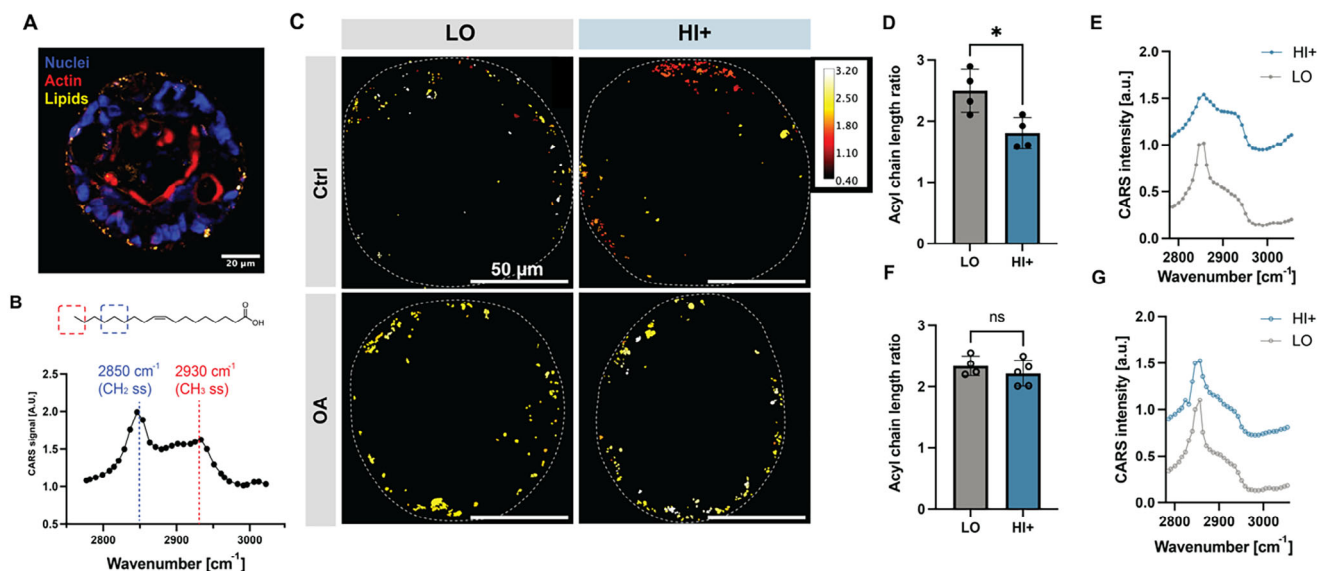 A
Nuclei
Actin
Lipids
20 µm
B
O
OH
2850 cm-1
(CH2 ss)
2930 cm-1
(CH3 ss)
CARS signal [A.U.]
2.5
2.0
1.5
1.0
0.5
2800 2900 3000
Wavenumber [cm-1]
C
LO HI+
Ctrl
OA
50 µm
3.20
2.50
1.80
1.10
0.40
D
Acyl chain length ratio
*
3
2
1
0
LO HI+
E
HI+
LO
CARS intensity [a.u.]
2.0
1.5
1.0
0.5
0.0
2800 2900 3000
Wavenumber [cm-1]
F
Acyl chain length ratio
ns
3
2
1
0
LO HI+
G
HI+
LO
CARS intensity [a.u.]
2.0
1.5
1.0
0.5
0.0
2800 2900 3000
Wavenumber [cm-1]